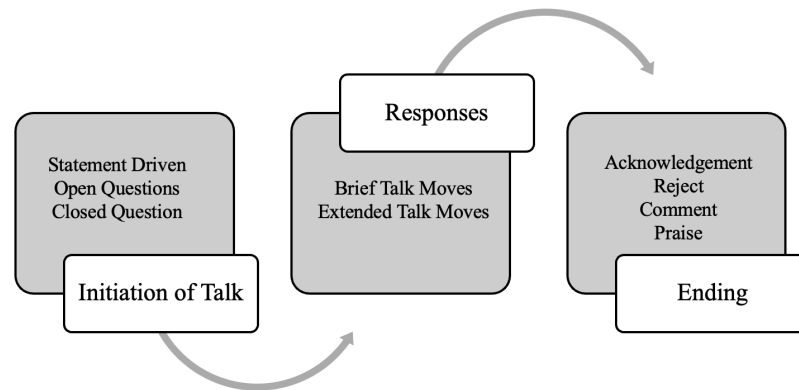 Statement Driven
Open Questions
Closed Question
Initiation of Talk
Responses
Brief Talk Moves
Extended Talk Moves
Acknowledgement
Reject
Comment
Praise
Ending